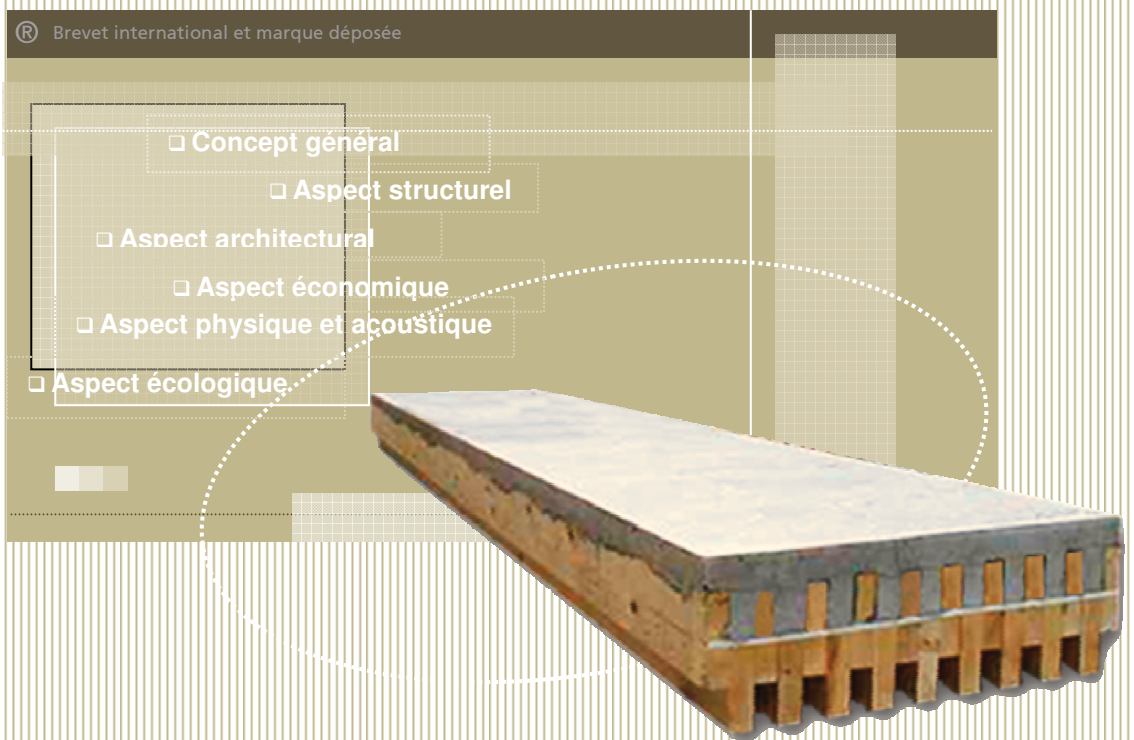 ® Brevet international et marque déposée
❑ Concept général
❑ Aspect structurel
❑ Aspect architectural
❑ Aspect économique
❑ Aspect physique et acoustique
❑ Aspect écologique